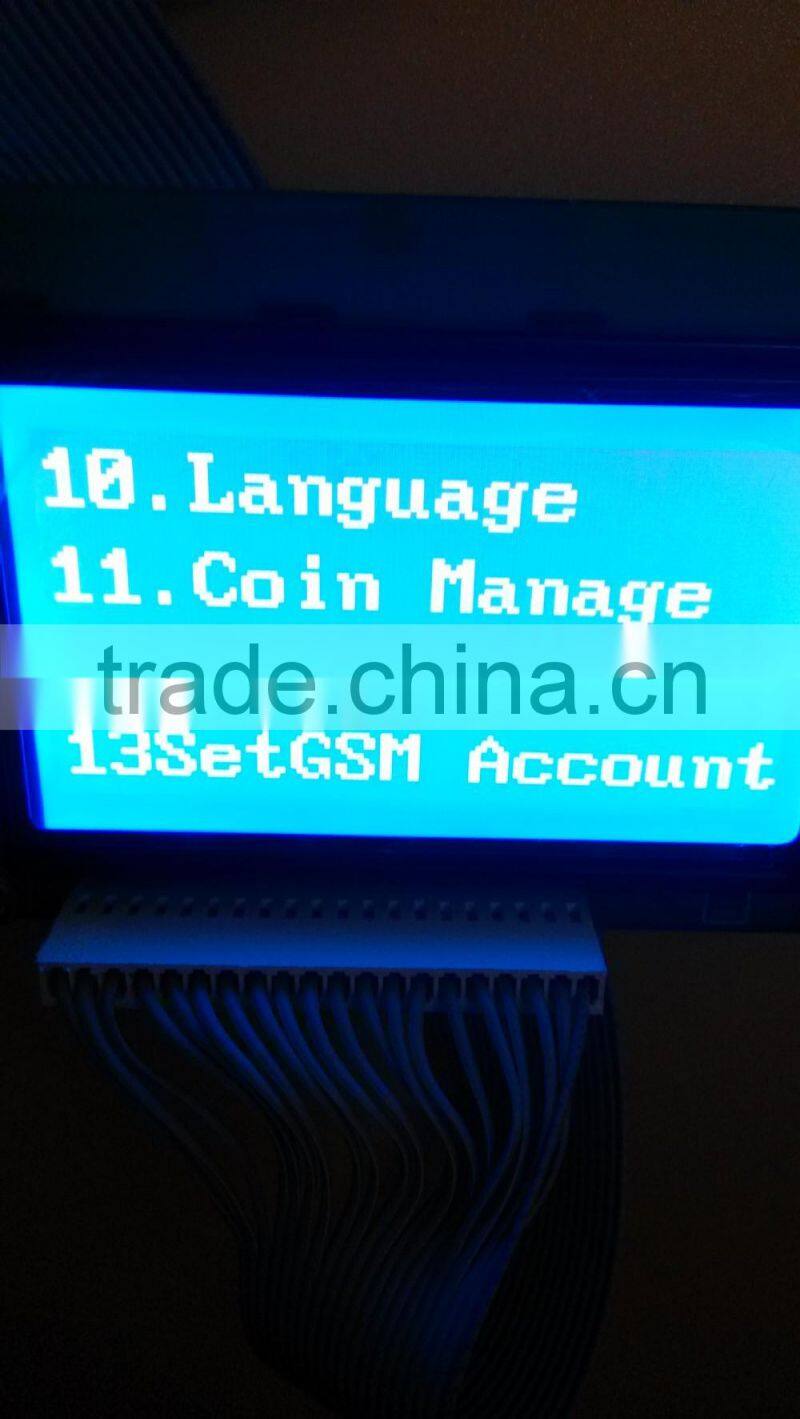 10.Language
11.Coin Manage
trade.china.cn
13SetGSM Account